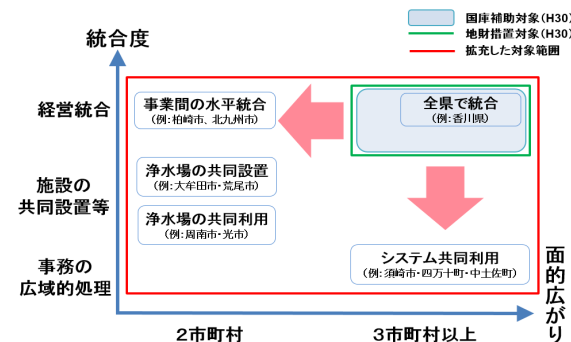 国庫補助対象(H30)
地財措置対象(H30)
拡充した対象範囲
統合度
経営統合
事業間の水平統合
(例:柏崎市、北九州市)
全県で統合
(例:香川県)
施設の
共同設置等
浄水場の共同設置
(例:大牟田市・荒尾市)
浄水場の共同利用
(例:周南市・光市)
事務の
広域的処理
システム共同利用
(例:須崎市・四万十町・中土佐町)
面的広がり
2市町村
3市町村以上